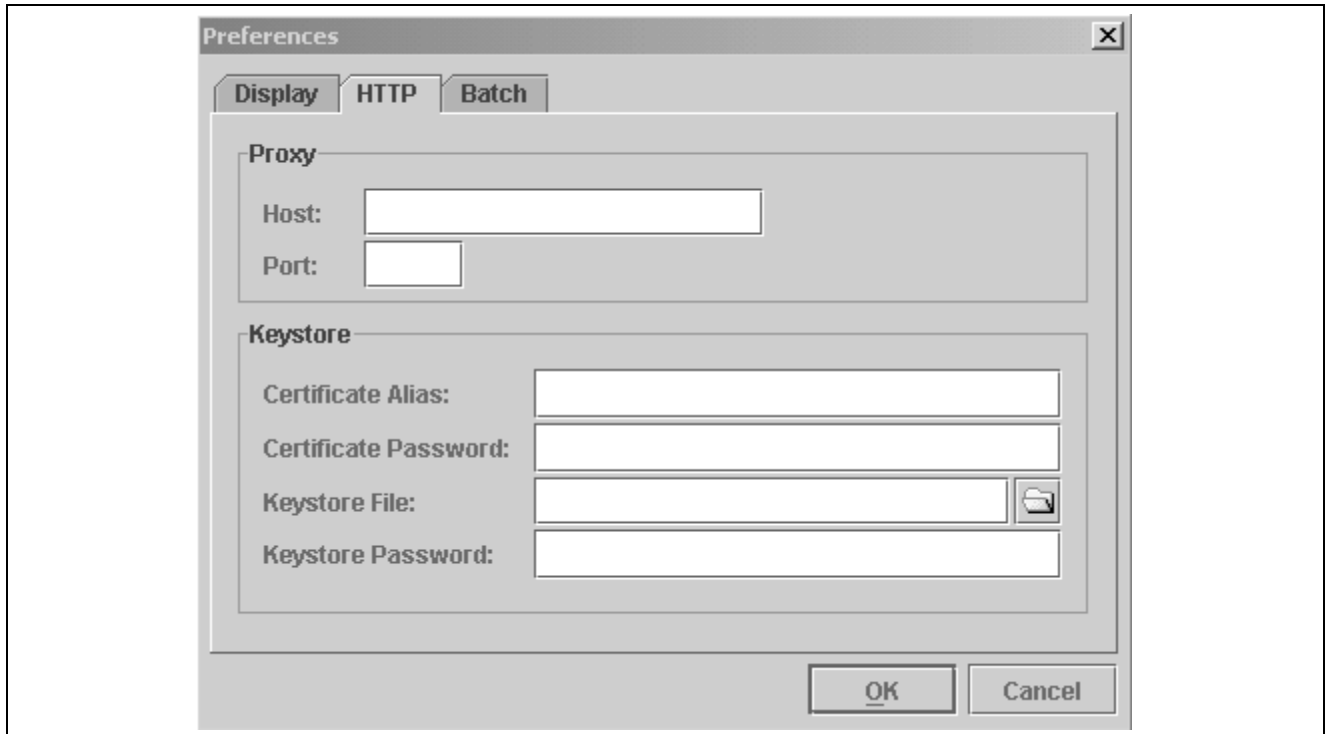 Preferences
Display HTTP Batch
Proxy
Host:
Port:
Keystore
Certificate Alias:
Certificate Password:
Keystore File:
Keystore Password:
OK Cancel